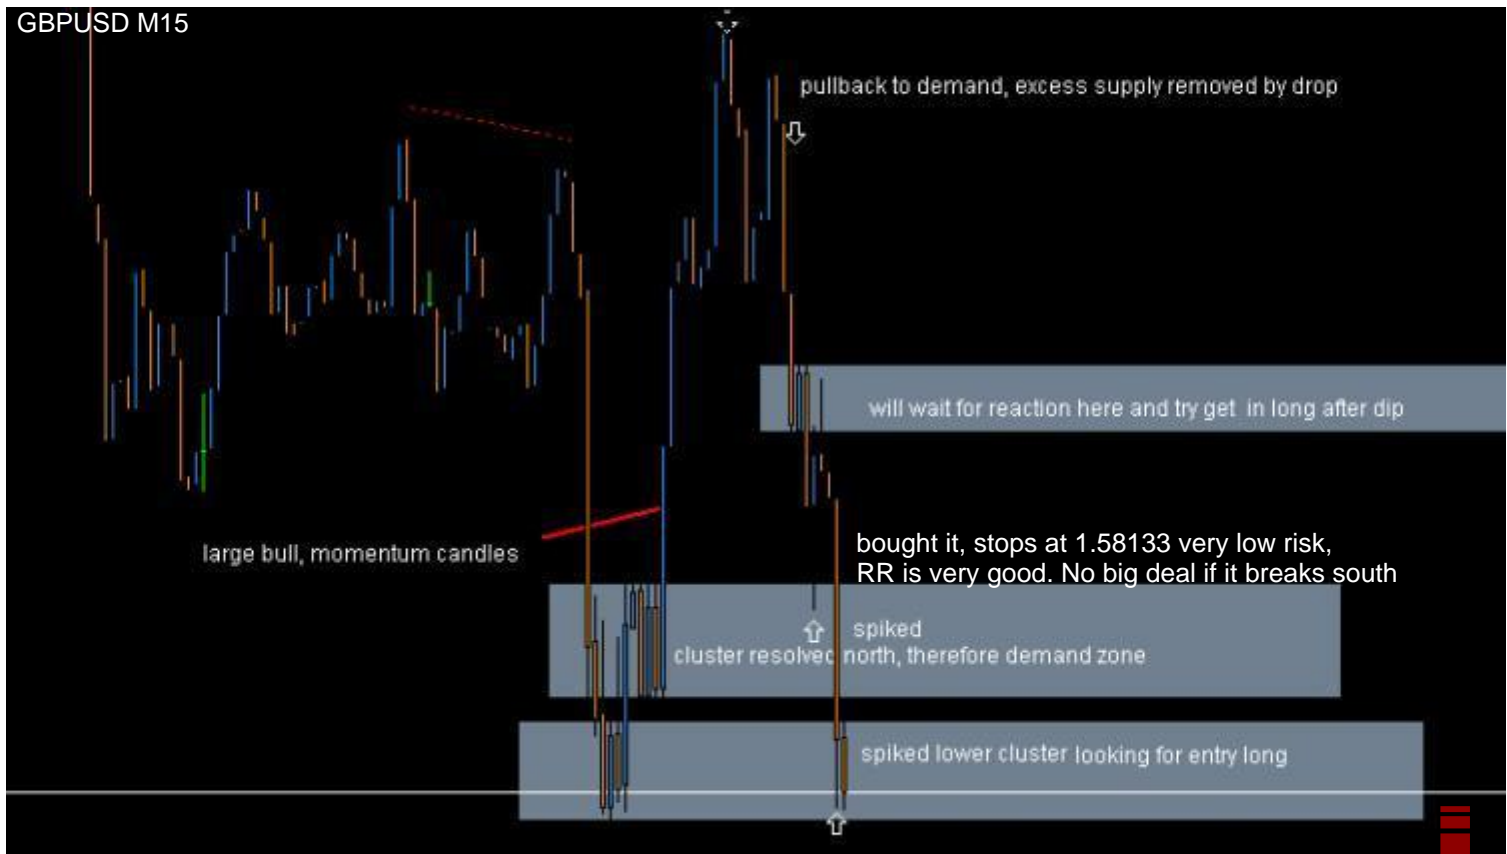 GBPUSD M15
pullback to demand, excess supply removed by drop
will wait for reaction here and try get in long after dip
large bull, momentum candles
bought it, stops at 1.58133 very low risk,
RR is very good. No big deal if it breaks south
spiked
cluster resolved north, therefore demand zone
spiked lower cluster looking for entry long